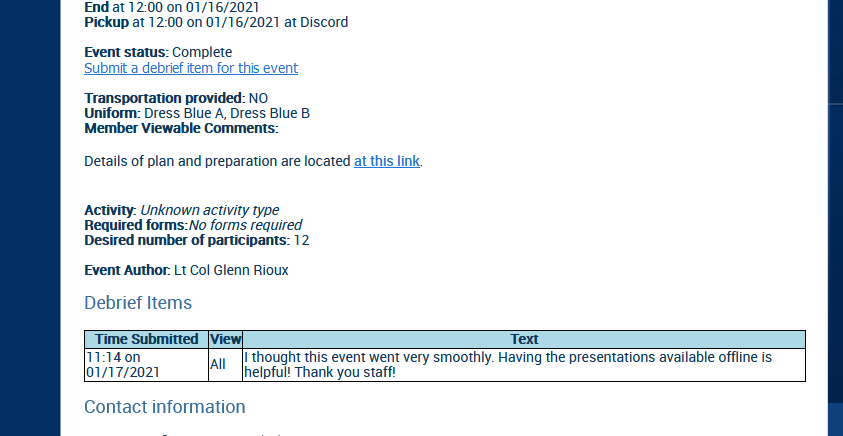 End at 12:00 on 01/16/2021
Pickup at 12:00 on 01/16/2021 at Discord
Event status: Complete
Submit a debrief item for this event
Transportation provided: NO
Uniform: Dress Blue A, Dress Blue B
Member Viewable Comments:
Details of plan and preparation are located at this link.
Activity: Unknown activity type
Required forms:No forms required
Desired number of participants: 12
Event Author: Lt Col Glenn Rioux
Debrief Items
Time Submitted View Text
11:14 on
01/17/2021
All
I thought this event went very smoothly. Having the presentations available offline is
helpful! Thank you staff!
Contact information